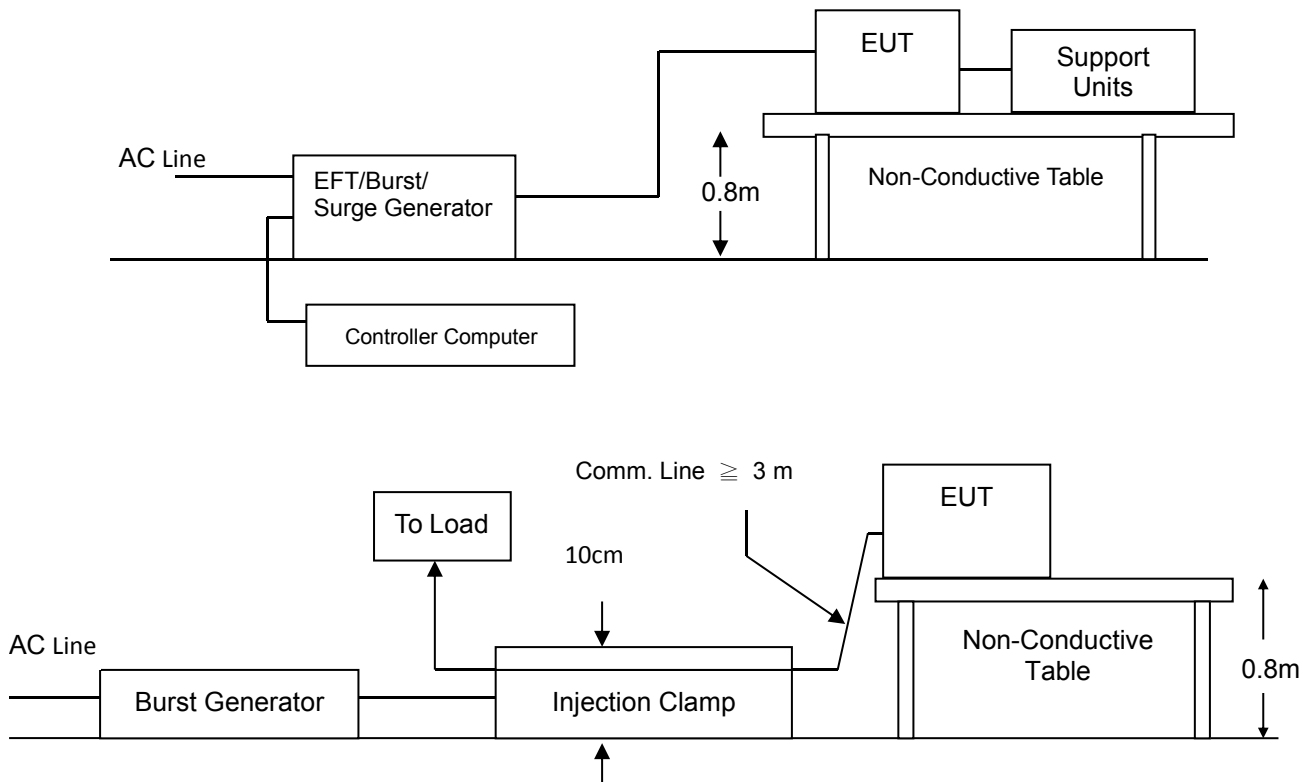 EUT
Support
Units
AC Line
EFT/Burst/
Surge Generator
0.8m
Non-Conductive Table
Controller Computer
Comm. Line ≧ 3 m
EUT
To Load
10cm
AC Line
Non-Conductive
Table
0.8m
Burst Generator
Injection Clamp